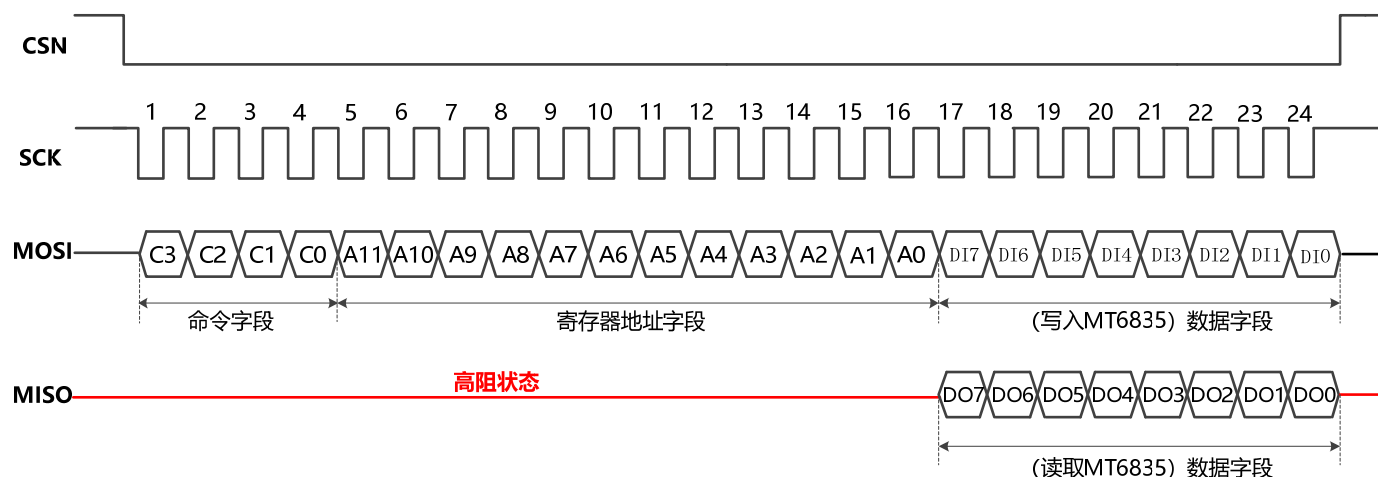 CSN
1 2 3 4 5 6 7 8 9 10 11 12 13 14 15 16 17 18 19 20 21 22 23 24
SCK
MOSI C3 C2 C1 C0 A11 A10 A9 A8 A7 A6 A5 A4 A3 A2 A1 A0 DI7 DI6 DI5 DI4 DI3 DI2 DI1 DI0
命令字段 寄存器地址字段 (写入MT6835) 数据字段
高阻状态
MISO DO7 DO6 DO5 DO4 DO3 DO2 DO1 DO0
(读取MT6835) 数据字段